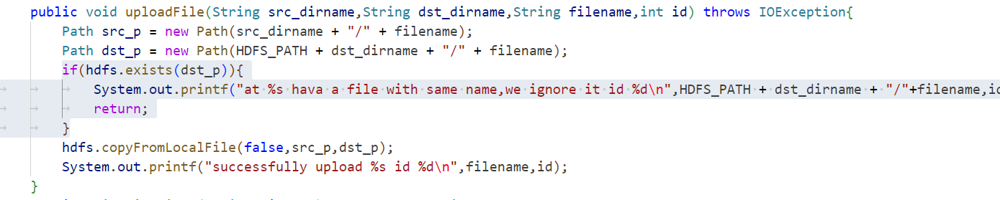 public void uploadFile(String src_dirname,String dst_dirname,String filename,int id) throws IOException{
Path src_p = new Path(src_dirname + "/" + filename);
Path dst_p = new Path(HDFS_PATH + dst_dirname + "/" + filename);
if(hdfs.exists(dst_p)){
System.out.printf("at %s hava a file with same name,we ignore it id %d\n",HDFS_PATH + dst_dirname + "/"+filename,id
return;
}
hdfs.copyFromLocalFile(false,src_p,dst_p);
System.out.printf("successfully upload %s id %d\n",filename,id);
}